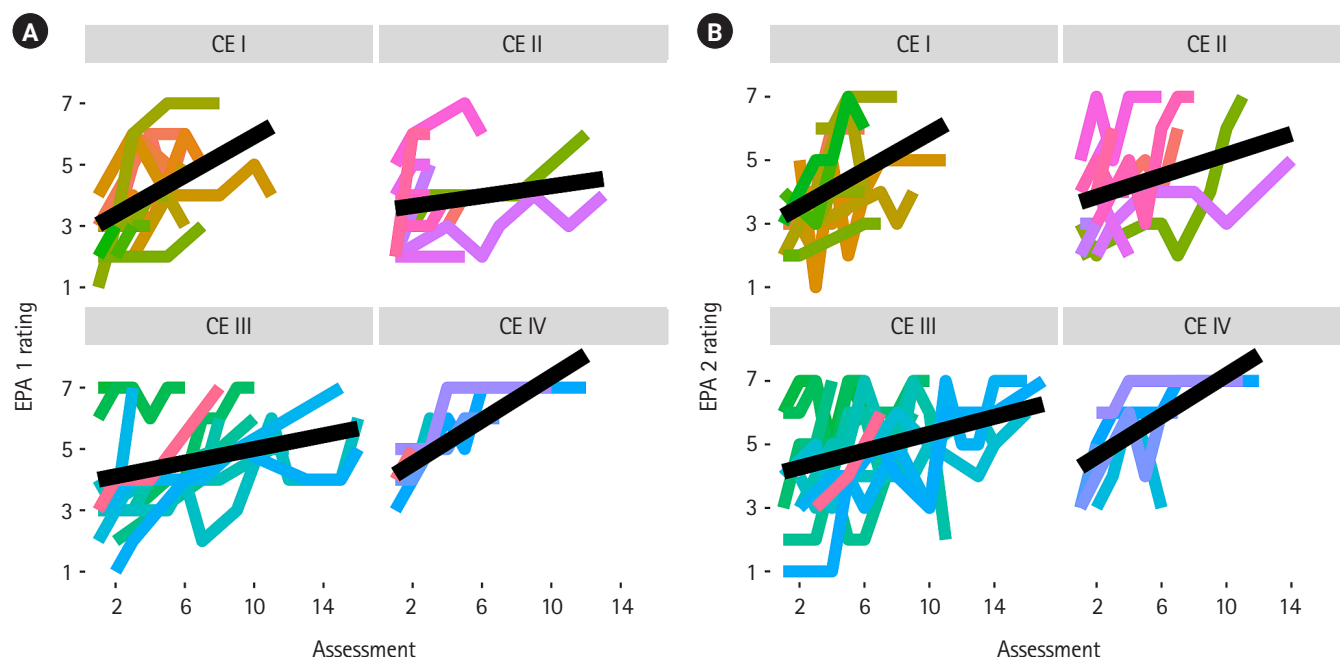 A
CE I
CE II
7
5
3
1
CE III
CE IV
7
5
3
1
2 6 10 14 2 6 10 14
EPA 1 rating
Assessment
B
CE I
CE II
7
5
3
1
CE III
CE IV
7
5
3
1
2 6 10 14 2 6 10 14
EPA 2 rating
Assessment